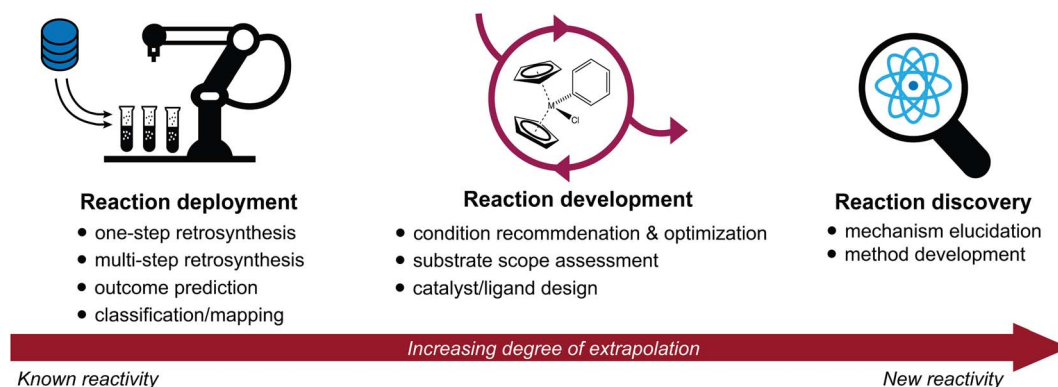 M
Cl
Reaction deployment
• one-step retrosynthesis
• multi-step retrosynthesis
• outcome prediction
• classification/mapping
Reaction development
• condition recommdenation & optimization
• substrate scope assessment
• catalyst/ligand design
Reaction discovery
• mechanism elucidation
• method development
Increasing degree of extrapolation
Known reactivity
New reactivity